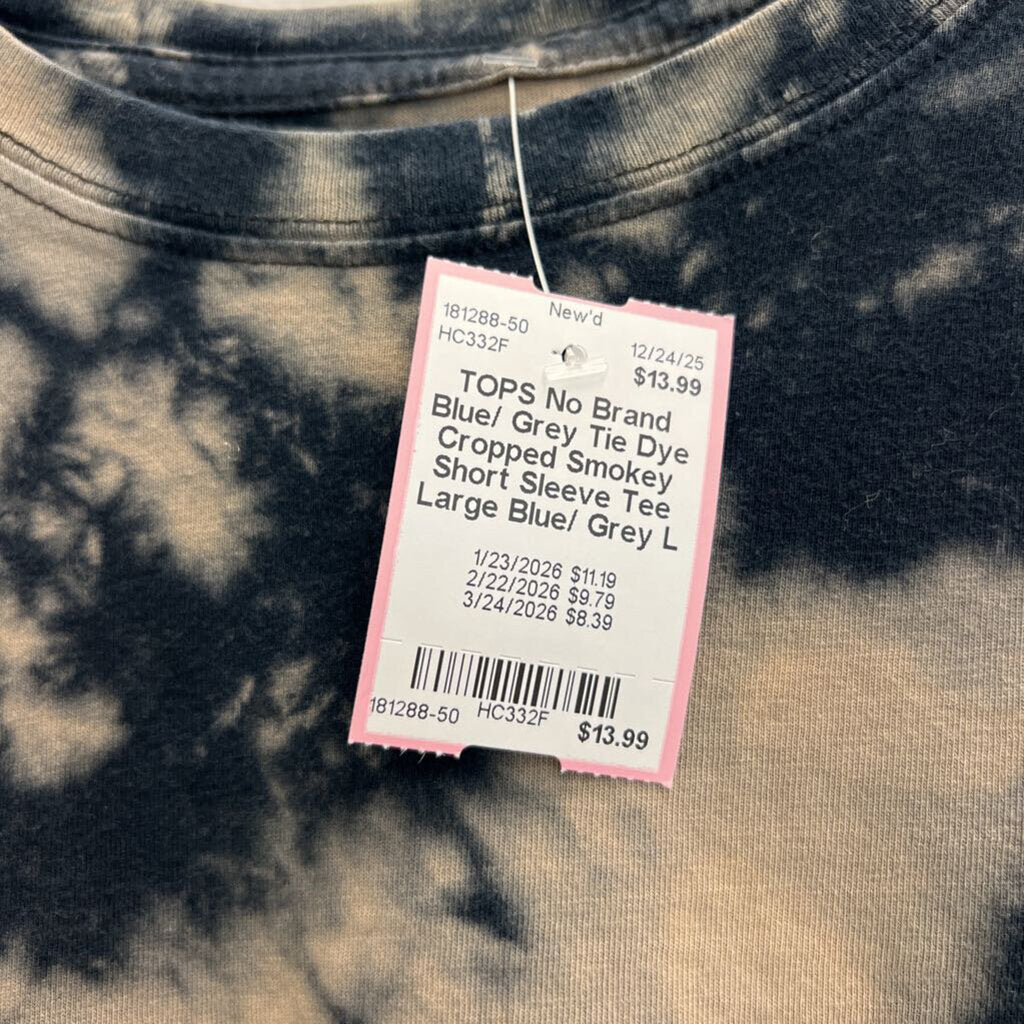 New'd
181288-50
HC332F
12/24/25
$13.99
TOPS No Brand
Blue/ Grey Tie Dye
Cropped Smokey
Short Sleeve Tee
Large Blue/ Grey L
1/23/2026 $11.19
2/22/2026 $9.79
3/24/2026 $8.39
181288-50 HC332F $13.99